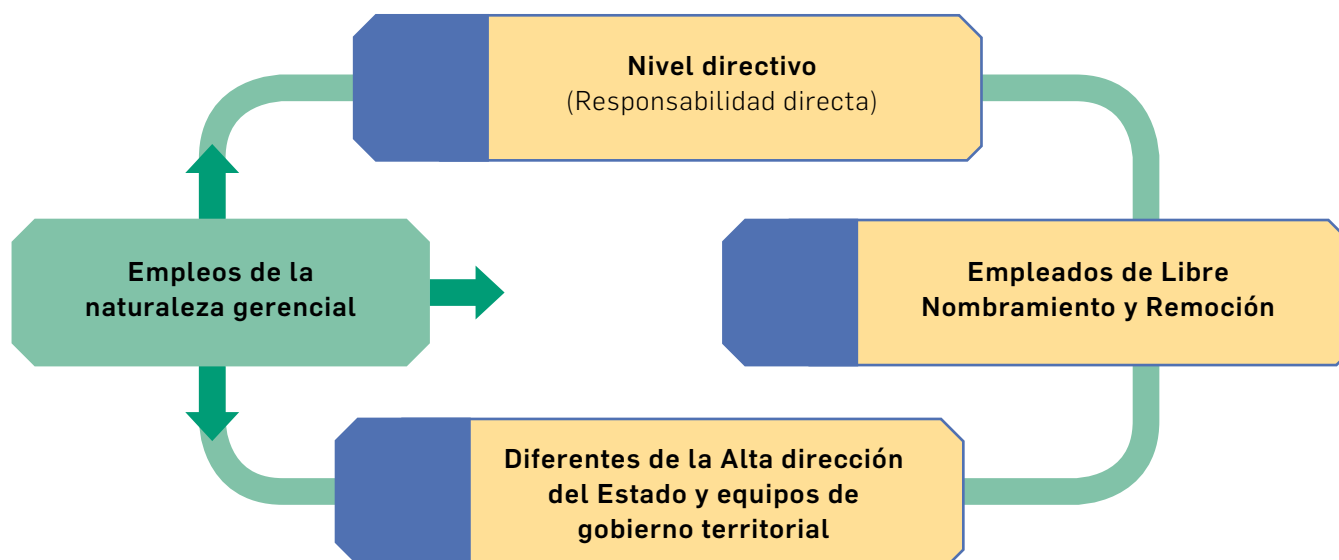 Nivel directivo
(Responsabilidad directa)
Empleos de la
naturaleza gerencial
Empleados de Libre
Nombramiento y Remoción
Diferentes de la Alta dirección
del Estado y equipos de
gobierno territorial